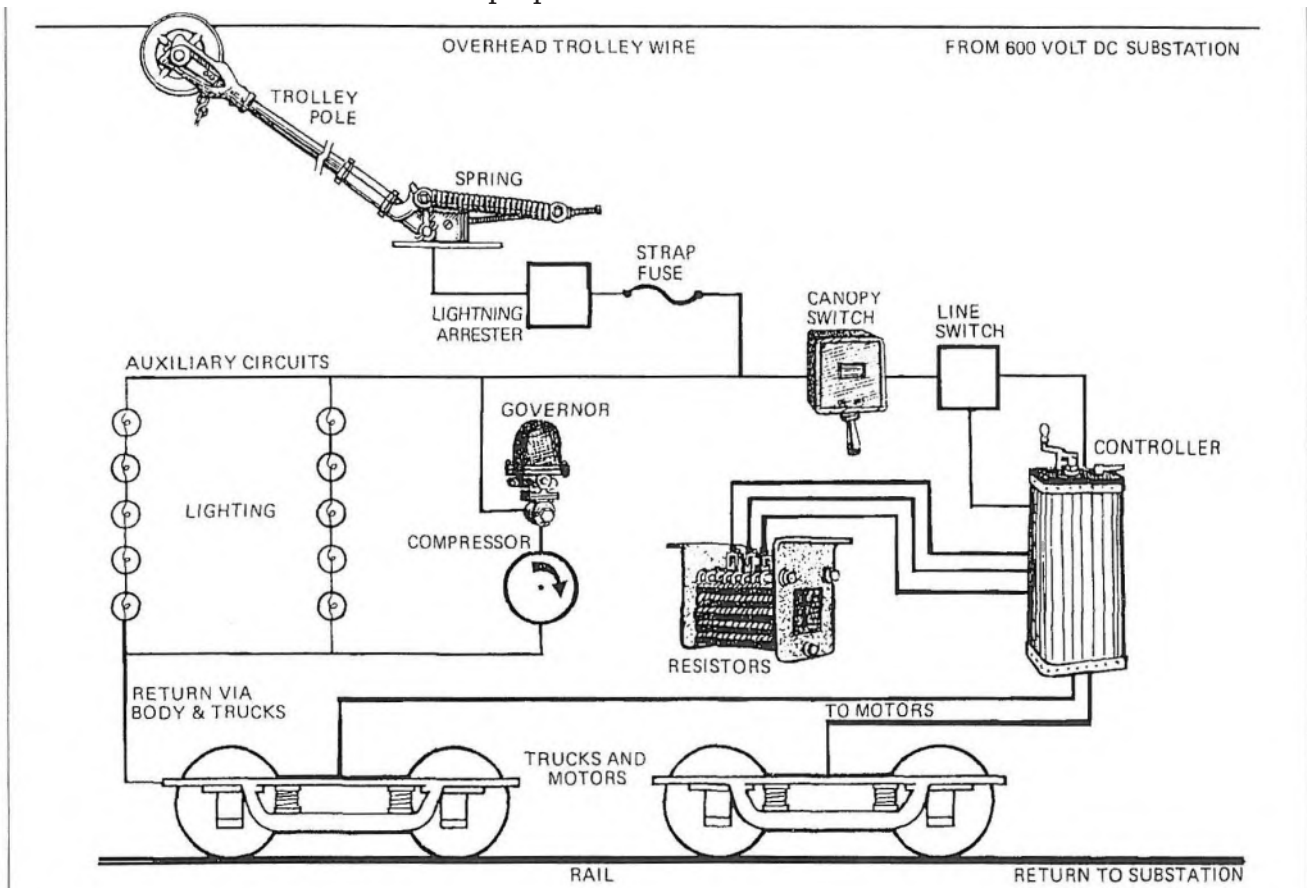 OVERHEAD TROLLEY WIRE
FROM 600 VOLT DC SUBSTATION
TROLLEY
POLE
SPRING
STRAP
FUSE
LIGHTNING
ARRESTER
CANOPY
SWITCH
LINE
SWITCH
AUXILIARY CIRCUITS
GOVERNOR
CONTROLLER
LIGHTING
COMPRESSOR
RESISTORS
RETURN VIA
BODY & TRUCKS
TO MOTORS
TRUCKS AND
MOTORS
RAIL
RETURN TO SUBSTATION